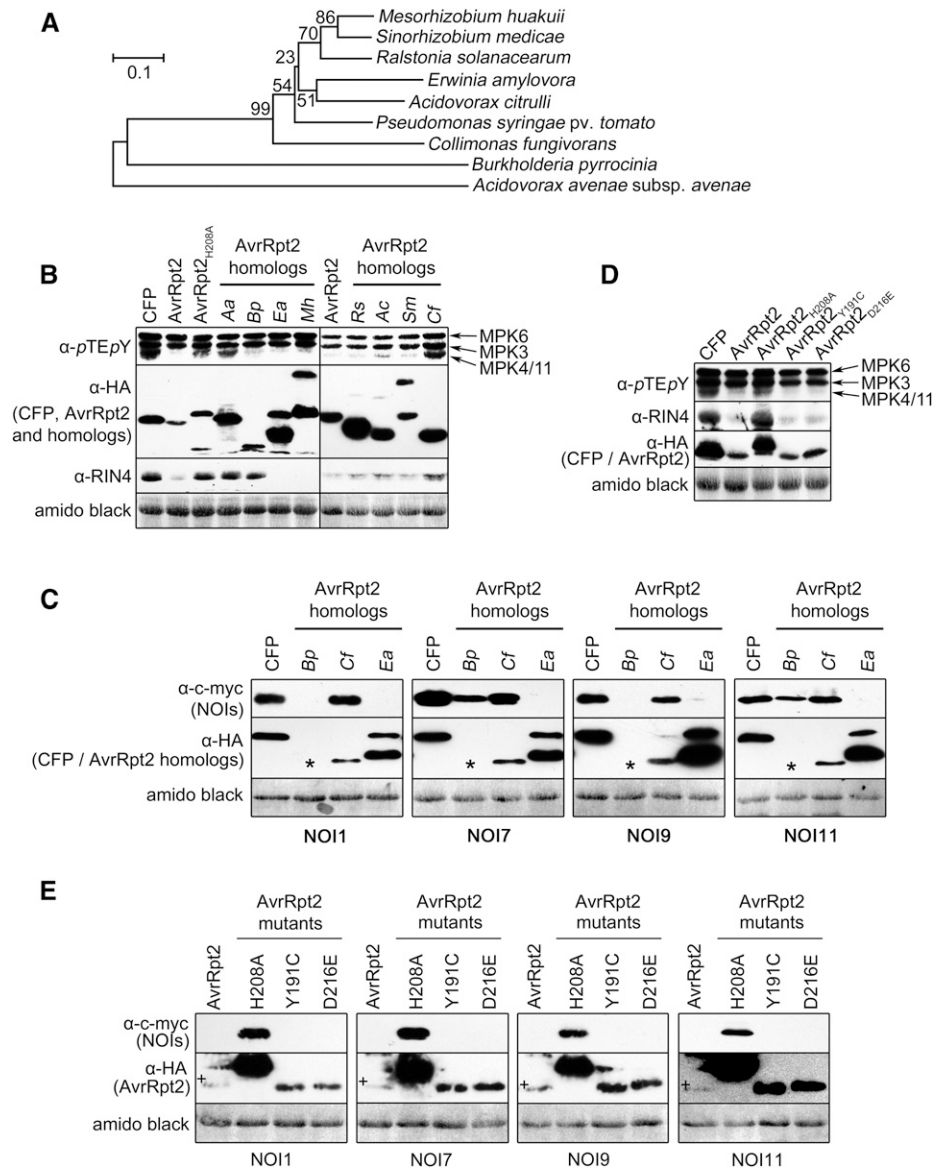 A
0.1
86
70
23
54
51
99
Mesorhizobium huakuii
Sinorhizobium medicae
Ralstonia solanacearum
Erwinia amylovora
Acidovorax citrulli
Pseudomonas syringae pv. tomato
Collimonas fungivorans
Burkholderia pyrrocinia
Acidovorax avenae subsp. avenae
B
AvrRpt2 homologs
AvrRpt2 homologs
CFP AvrRpt2 AvrRpt2H208A Aa Bp Ea Mh AvrRpt2 Rs Ac Sm Cf
α-pTEpY
MPK6
MPK3
MPK4/11
α-HA
(CFP, AvrRpt2
and homologs)
α-RIN4
amido black
D
CFP AvrRpt2 AvrRpt2H208A AvrRpt2Y191C AvrRpt2D216E
α-pTEpY
MPK6
MPK3
MPK4/11
α-RIN4
α-HA
(CFP / AvrRpt2)
amido black
C
AvrRpt2 AvrRpt2 AvrRpt2 AvrRpt2
homologs homologs homologs homologs
CFP Bp Cf Ea CFP Bp Cf Ea CFP Bp Cf Ea CFP Bp Cf Ea
α-c-myc
(NOIs)
α-HA
(CFP / AvrRpt2 homologs)
* * * *
amido black
NOI1 NOI7 NOI9 NOI11
E
AvrRpt2 AvrRpt2 AvrRpt2 AvrRpt2
mutants mutants mutants mutants
AvrRpt2 H208A Y191C D216E AvrRpt2 H208A Y191C D216E AvrRpt2 H208A Y191C D216E AvrRpt2 H208A Y191C D216E
α-c-myc
(NOIs)
α-HA
(AvrRpt2)
+ + + +
amido black
NOI1 NOI7 NOI9 NOI11